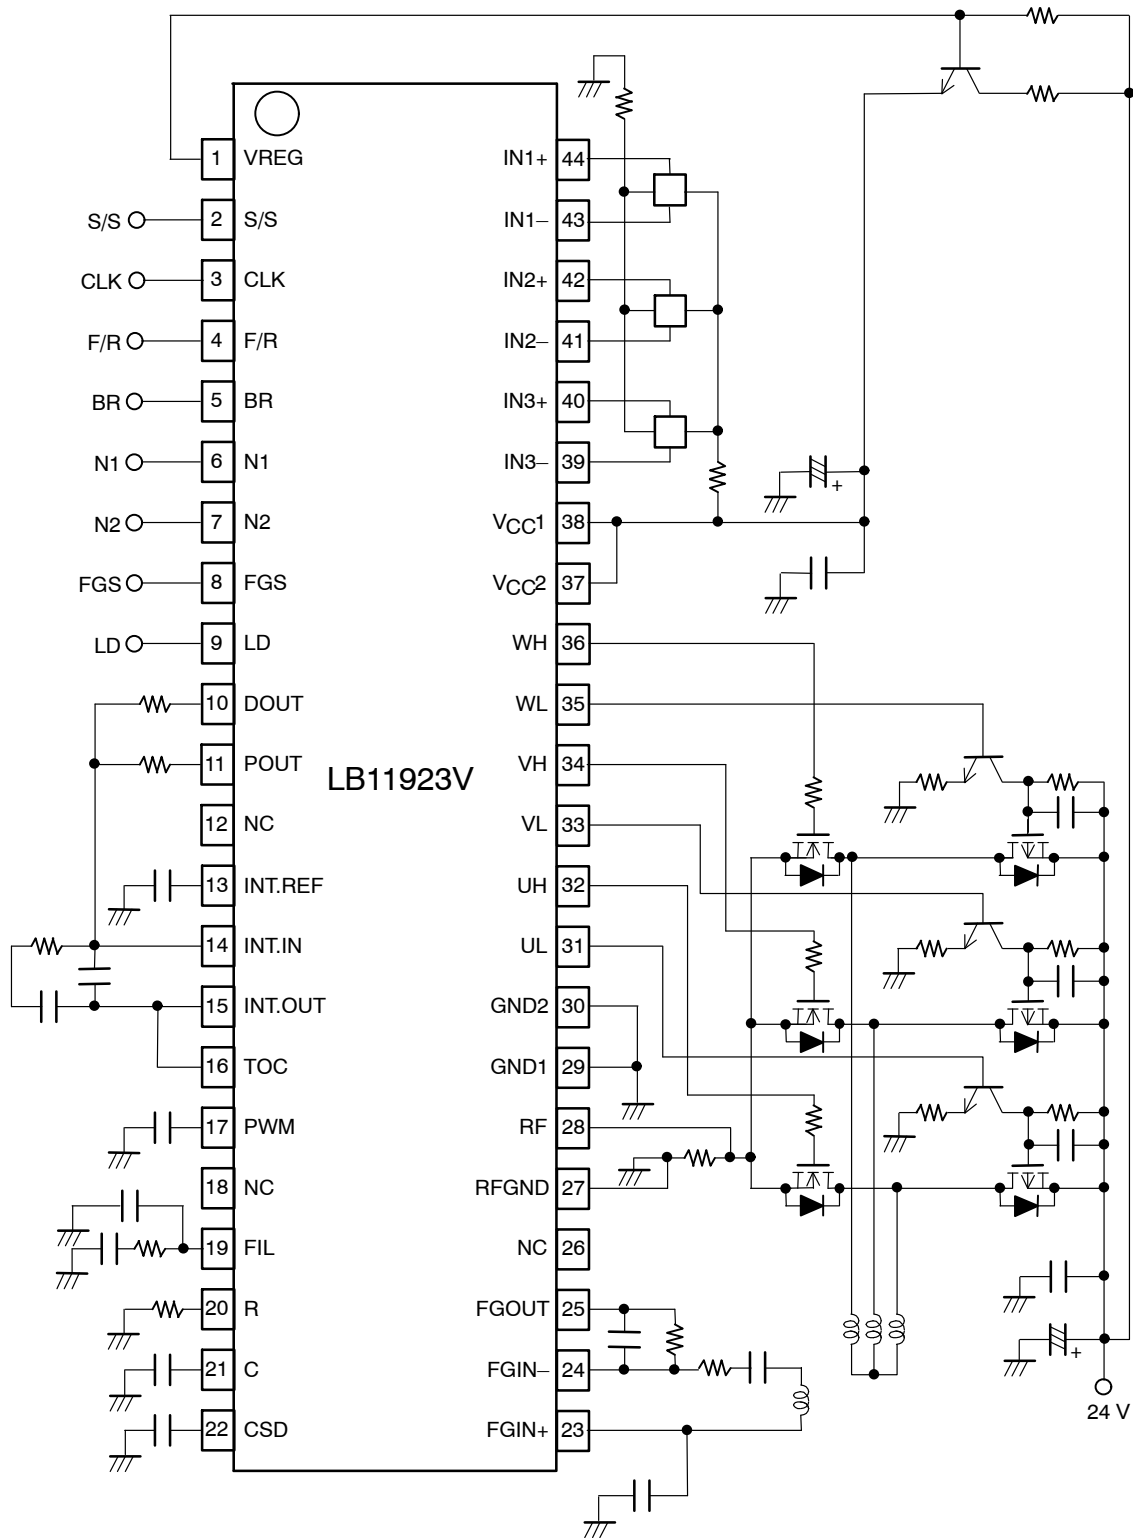 1 VREG IN1+ 44
S/S 2 S/S IN1– 43
CLK 3 CLK IN2+ 42
F/R 4 F/R IN2– 41
BR 5 BR IN3+ 40
N1 6 N1 IN3– 39
+
N2 7 N2 VCC1 38
FGS 8 FGS VCC2 37
LD 9 LD WH 36
10 DOUT WL 35
11 POUT VH 34
LB11923V
12 NC VL 33
13 INT.REF UH 32
14 INT.IN UL 31
15 INT.OUT GND2 30
16 TOC GND1 29
17 PWM RF 28
18 NC RFGND 27
19 FIL NC 26
20 R FGOUT 25
+
21 C FGIN– 24
24 V
22 CSD FGIN+ 23